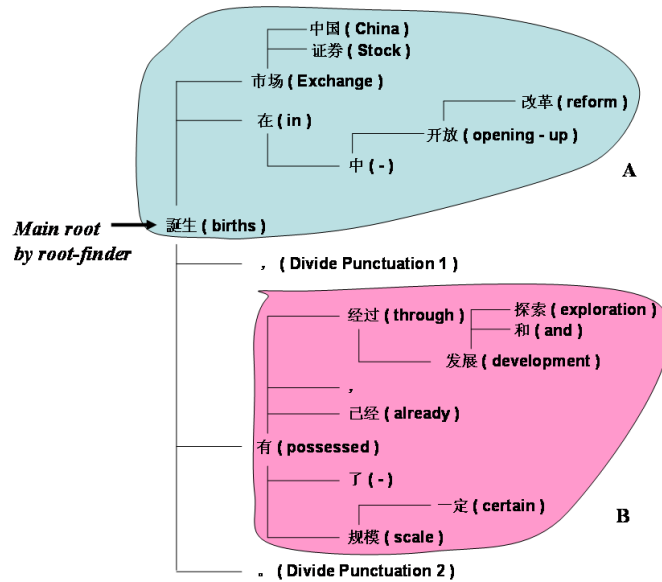 中国 ( China )
证券 ( Stock )
市场 ( Exchange )
改革 ( reform )
在 ( in )
开放 ( opening - up )
中 ( - )
A
Main root
by root-finder
誕生 ( births )
， ( Divide Punctuation 1 )
探索 ( exploration )
经过 ( through )
和 ( and )
发展 ( development )
，
已经 ( already )
有 ( possessed )
了 ( - )
一定 ( certain )
B
规模 ( scale )
。 ( Divide Punctuation 2 )